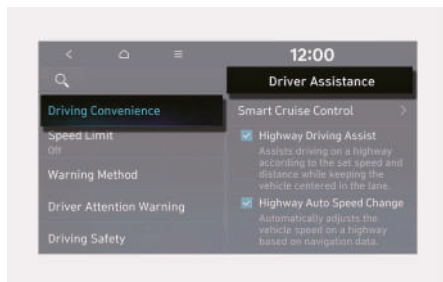 12:00
Driver Assistance
Driving Convenience
Speed Limit
Off
Warning Method
Driver Attention Warning
Driving Safety
Smart Cruise Control
Highway Driving Assist
Assists driving on a highway
according to the set speed and
distance while keeping the
vehicle centered in the lane.
Highway Auto Speed Change
Automatically adjusts the
vehicle speed on a highway
based on navigation data.